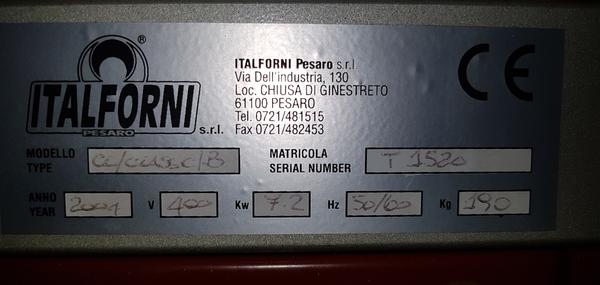 ®
ITALFORNI
PESARO
s.r.l.
ITALFORNI Pesaro s.r.l.
Via Dell'industria, 130
Loc. CHIUSA DI GINESTRETO
61100 PESARO
Tel. 0721/481515
Fax 0721/482453
CE
MODELLO
TYPE
MATRICOLA
SERIAL NUMBER
T 1520
ANNO
YEAR
2001
V 400
Kw 7.2
Hz 50/60
Kg 190